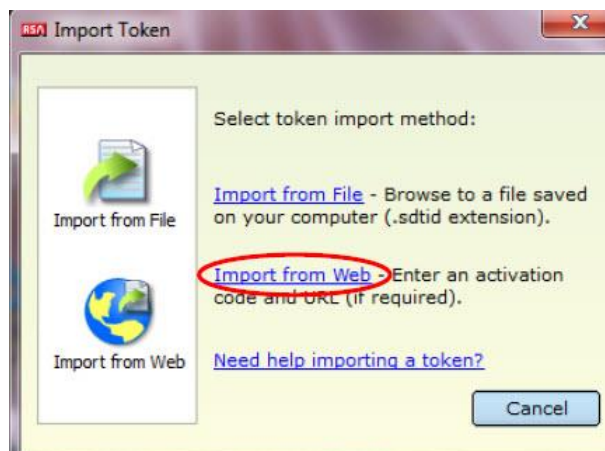 RSA Import Token
x
Select token import method:
Import from File
Import from File - Browse to a file saved
on your computer (.sdtid extension).
Import from Web - Enter an activation
code and URL (if required).
Import from Web
Need help importing a token?
Cancel